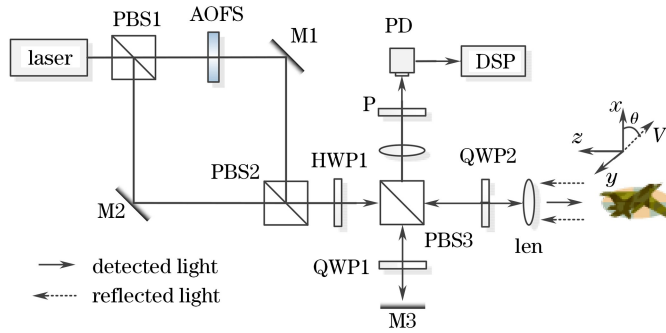 PBS1
AOFS
M1
laser
PD
DSP
P
x
θ
V
z
y
PBS2
HWP1
QWP2
M2
PBS3
len
detected light
reflected light
QWP1
M3